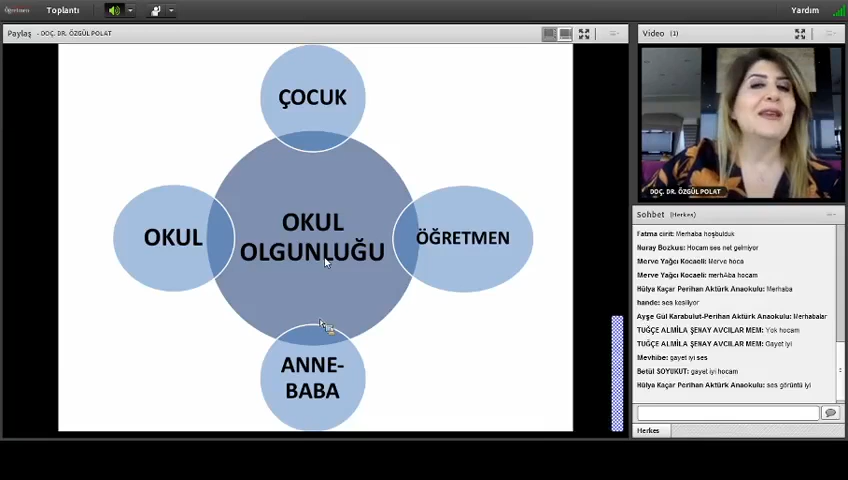 öğretmen
Toplantı
Yardım
Paylaş - DOÇ. DR. ÖZGÜL POLAT
ÇOCUK
OKUL
OKUL
OLGUNLUĞU
ÖĞRETMEN
ANNE-
BABA
Video (1)
DOÇ. DR. ÖZGÜL POLAT
Sohbet (Herkes)
Fatma cirit: Merhaba hoşbulduk
Nuray Bozkus: Hocam ses net gelmiyor
Merve Yağcı Kocaeli: Merve hoca
Merve Yağcı Kocaeli: merhAba hocam
Hülya Kaçar Perihan Aktürk Anaokulu: Merhaba
hande: ses kesiliyor
Ayşe Gül Karabulut-Perihan Aktürk Anaokulu: Merhabalar
TUĞÇE ALMİLA ŞENAY AVCILAR MEM: Yok hocam
TUĞÇE ALMİLA ŞENAY AVCILAR MEM: Gayet iyi
Mevhibe: gayet iyi ses
Betül SOYUKUT: gayet iyi hocam
Hülya Kaçar Perihan Aktürk Anaokulu: ses görüntü iyi
Herkes